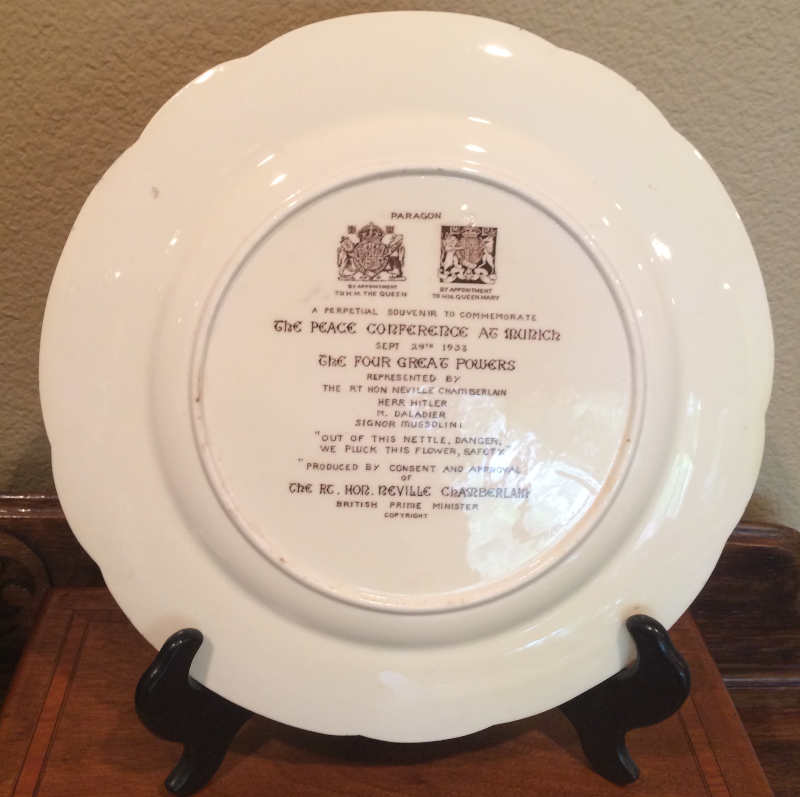 PARAGON
BY APPOINTMENT
TO H.M. THE QUEEN
BY APPOINTMENT
TO H.M. QUEEN MARY
A PERPETUAL SOUVENIR TO COMMEMORATE
THE PEACE CONFERENCE AT MUNICH
SEPT 29TH 1938
THE FOUR GREAT POWERS
REPRESENTED BY
THE RT HON NEVILLE CHAMBERLAIN
HERR HITLER
M. DALADIER
SIGNOR MUSSOLINI
"OUT OF THIS NETTLE, DANGER,
WE PLUCK THIS FLOWER, SAFETY"
"PRODUCED BY CONSENT AND APPROVAL
OF
THE RT. HON. NEVILLE CHAMBERLAIN
BRITISH PRIME MINISTER
COPYRIGHT